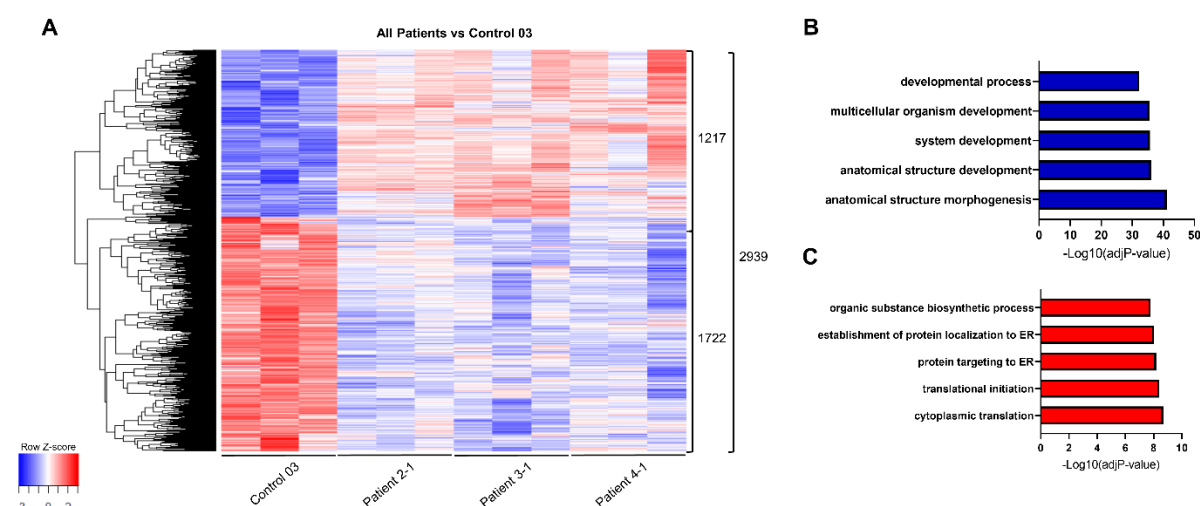 A
All Patients vs Control 03
1217
2939
1722
Row Z-score
Control 03
Patient 2-1
Patient 3-1
Patient 4-1
B
developmental process
multicellular organism development
system development
anatomical structure development
anatomical structure morphogenesis
0 10 20 30 40 50
-Log10(adjP-value)
C
organic substance biosynthetic process
establishment of protein localization to ER
protein targeting to ER
translational initiation
cytoplasmic translation
0 2 4 6 8 10
-Log10(adjP-value)